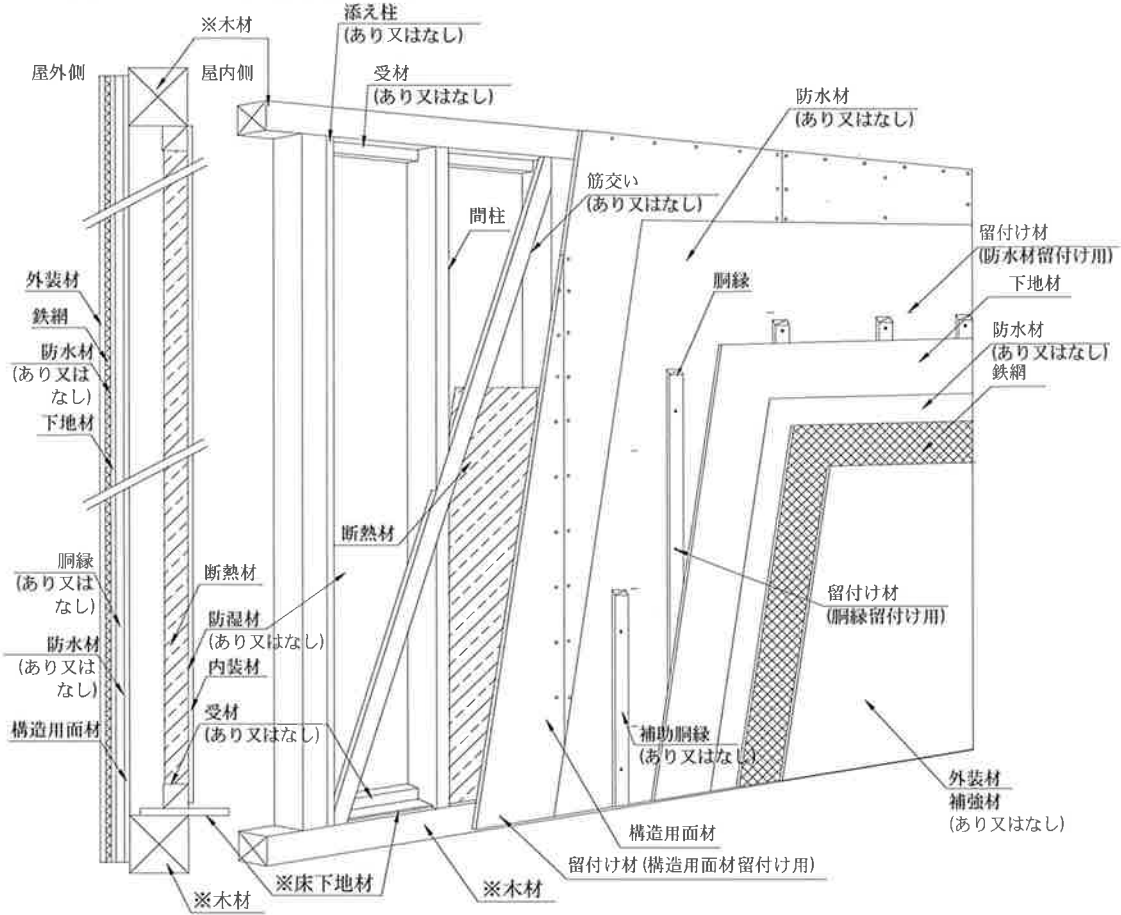 ※木材
屋外側
屋内側
外装材
鉄網
防水材
(あり又は
なし)
下地材
胴縁
(あり又は
なし)
防水材
(あり又は
なし)
構造用面材
断熱材
防湿材
(あり又はなし)
内装材
受材
(あり又はなし)
※木材
※床下地材
※木材
添え柱
(あり又はなし)
受材
(あり又はなし)
間柱
筋交い
(あり又はなし)
断熱材
防水材
(あり又はなし)
胴縁
留付け材
(防水材留付け用)
下地材
防水材
(あり又はなし)
鉄網
留付け材
(胴縁留付け用)
補助胴縁
(あり又はなし)
外装材
補強材
(あり又はなし)
構造用面材
留付け材(構造用面材留付け用)